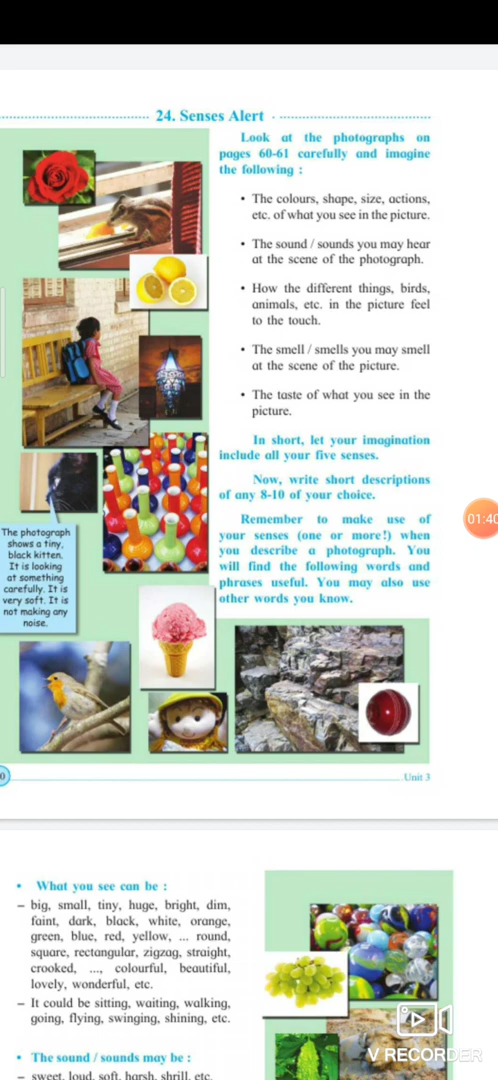 24. Senses Alert
Look at the photographs on
pages 60-61 carefully and imagine
the following :
• The colours, shape, size, actions,
etc. of what you see in the picture.
• The sound / sounds you may hear
at the scene of the photograph.
• How the different things, birds,
animals, etc. in the picture feel
to the touch.
• The smell / smells you may smell
at the scene of the picture.
• The taste of what you see in the
picture.
In short, let your imagination
include all your five senses.
Now, write short descriptions
of any 8-10 of your choice.
Remember to make use of
your senses (one or more!) when
you describe a photograph. You
will find the following words and
phrases useful. You may also use
other words you know.
01:40
The photograph
shows a tiny,
black kitten.
It is looking
at something
carefully. It is
very soft. It is
not making any
noise.
0
Unit 3
• What you see can be :
– big, small, tiny, huge, bright, dim,
faint, dark, black, white, orange,
green, blue, red, yellow, ... round,
square, rectangular, zigzag, straight,
crooked, ..., colourful, beautiful,
lovely, wonderful, etc.
– It could be sitting, waiting, walking,
going, flying, swinging, shining, etc.
• The sound / sounds may be :
– sweet, loud, soft, harsh, shrill, etc.
V RECORDER